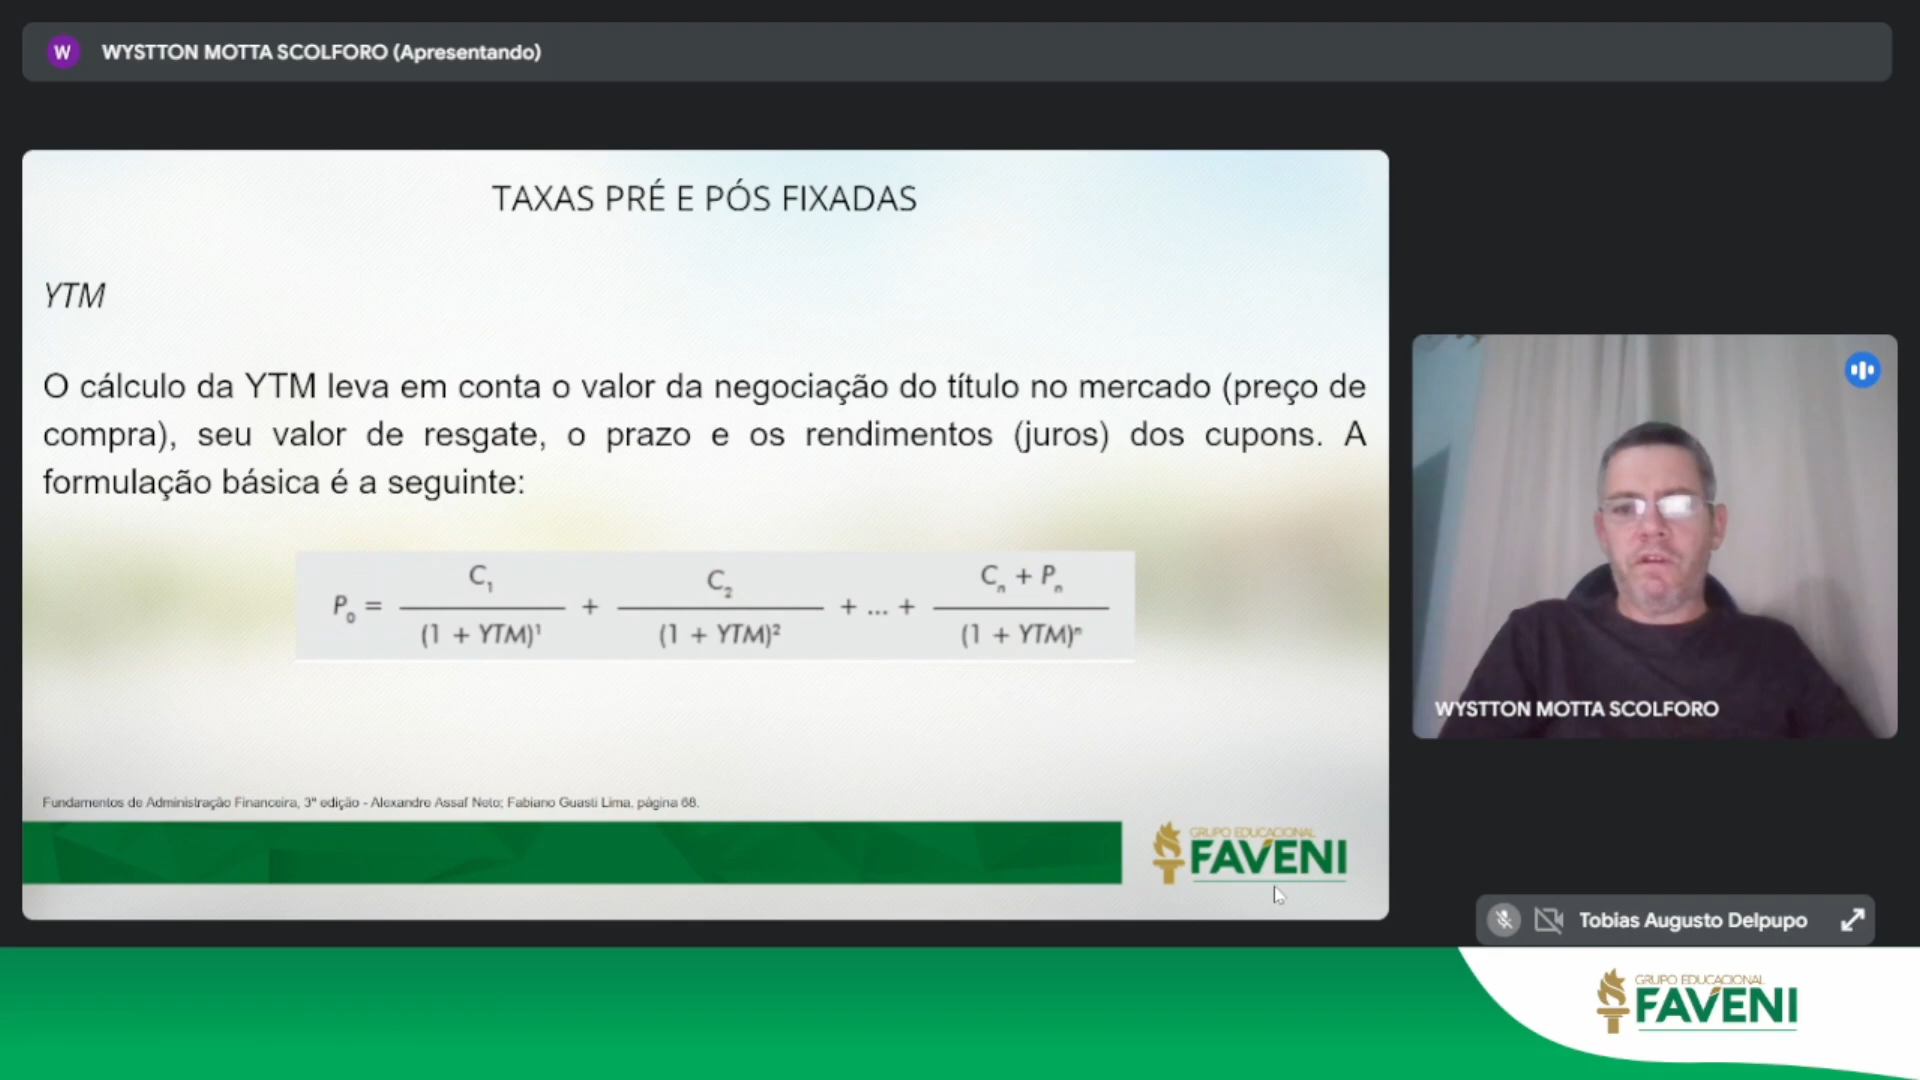 W WYSTTON MOTTA SCOLFORO (Apresentando)
TAXAS PRÉ E PÓS FIXADAS
YTM
O cálculo da YTM leva em conta o valor da negociação do título no mercado (preço de
compra), seu valor de resgate, o prazo e os rendimentos (juros) dos cupons. A
formulação básica é a seguinte:
P₀ = C₁ / (1 + YTM)¹ + C₂ / (1 + YTM)² + ... + Cₙ + Pₙ / (1 + YTM)ⁿ
Fundamentos de Administração Financeira, 3ª edição - Alexandre Assaf Neto; Fabiano Guasti Lima, página 68.
GRUPO EDUCACIONAL
FAVENI
WYSTTON MOTTA SCOLFORO
Tobias Augusto Delpupo
GRUPO EDUCACIONAL
FAVENI